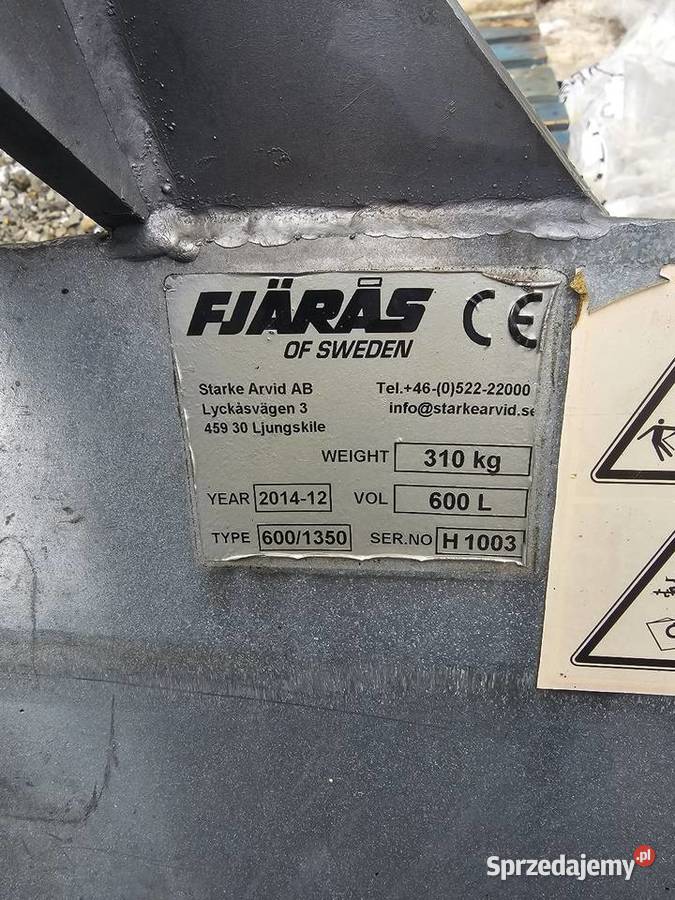 FJÄRÅS CE
OF SWEDEN
Starke Arvid AB Tel.+46-(0)522-22000
Lyckåsvägen 3 info@starkearvid.se
459 30 Ljungskile
WEIGHT 310 kg
YEAR 2014-12 VOL 600 L
TYPE 600/1350 SER.NO H 1003
Sprzedajemy.pl